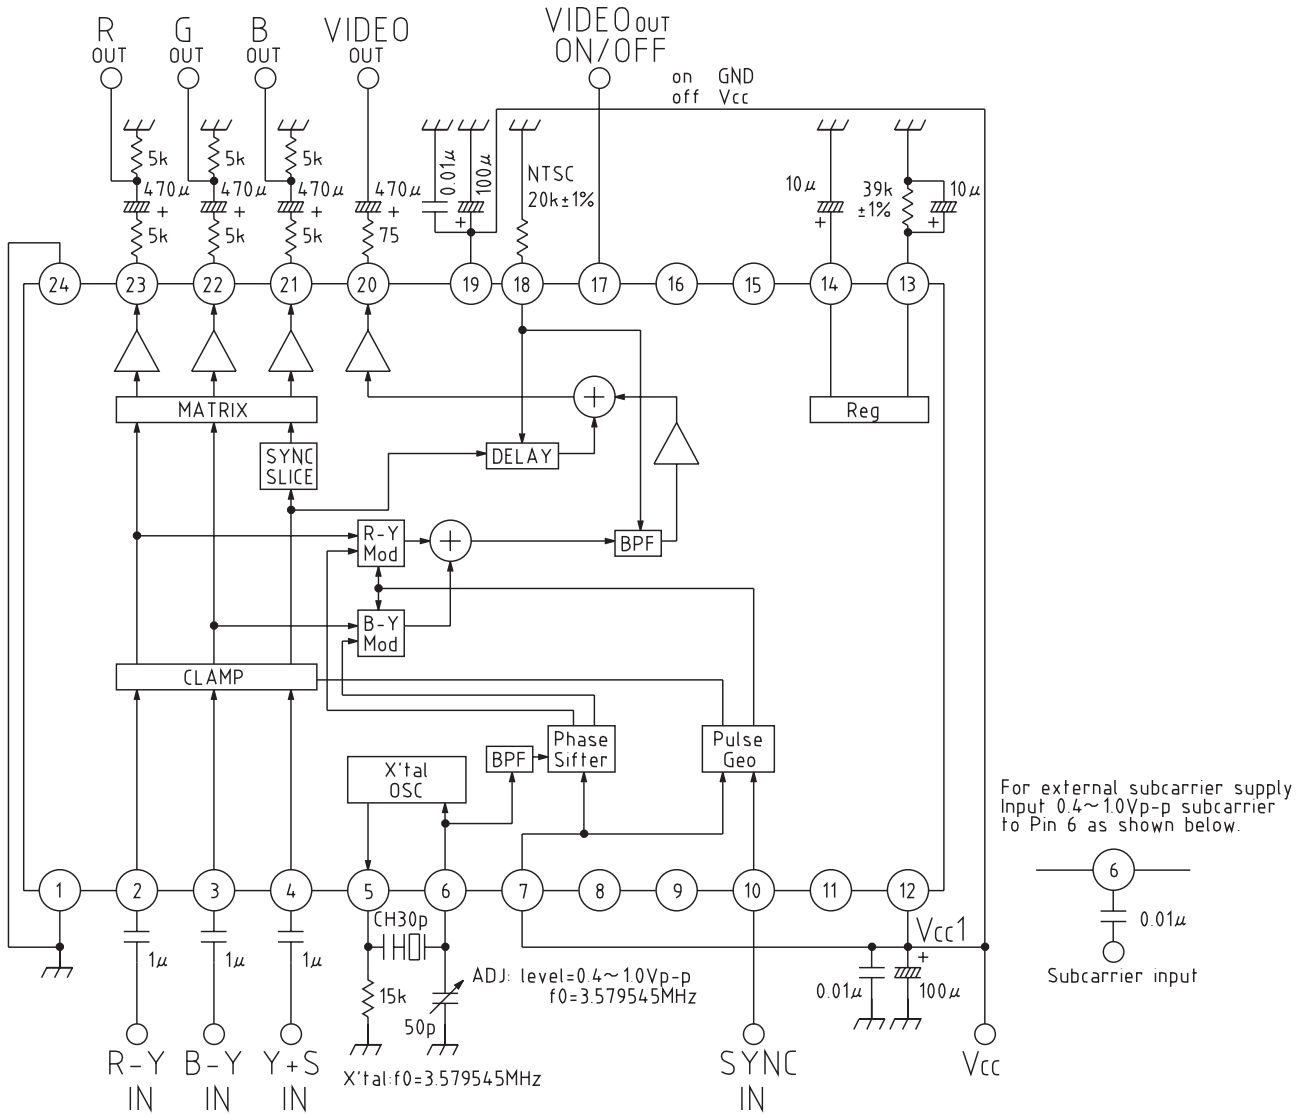 R
OUT
G
OUT
B
OUT
VIDEO
OUT
VIDEO OUT
ON/OFF
on GND
off Vcc
5k
5k
5k
0.01μ
100μ
NTSC
20k±1%
470μ
+
470μ
+
470μ
+
470μ
+
+
10μ
+
39k
±1%
10μ
+
5k
5k
5k
75
24
23
22
21
20
19
18
17
16
15
14
13
MATRIX
+
Reg
SYNC
SLICE
DELAY
R-Y
Mod
+
BPF
B-Y
Mod
CLAMP
Phase
Sifter
Pulse
Geo
BPF
X'tal
OSC
For external subcarrier supply
Input 0.4~1.0Vp-p subcarrier
to Pin 6 as shown below.
6
0.01μ
Subcarrier input
1
2
3
4
5
6
7
8
9
10
11
12
CH30p
Vcc1
1μ
1μ
1μ
+
15k
50p
ADJ: level=0.4~1.0Vp-p
f0=3.579545MHz
0.01μ
100μ
R-Y
IN
B-Y
IN
Y+S
IN
X'tal:f0=3.579545MHz
SYNC
IN
Vcc